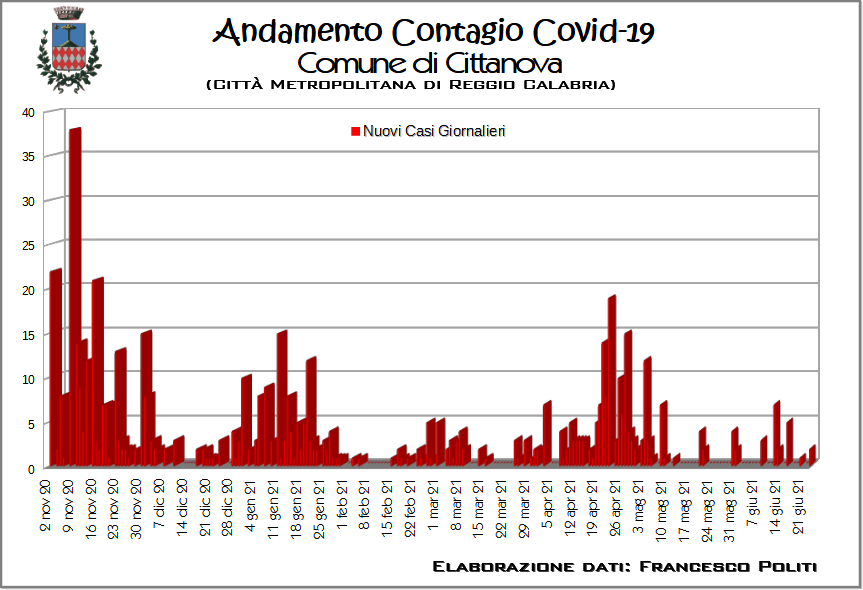 Andamento Contagio Covid-19
Comune di Cittanova
(Città Metropolitana di Reggio Calabria)
Nuovi Casi Giornalieri
40
35
30
25
20
15
10
5
0
2 nov 20
9 nov 20
16 nov 20
23 nov 20
30 nov 20
7 dic 20
14 dic 20
21 dic 20
28 dic 20
4 gen 21
11 gen 21
18 gen 21
25 gen 21
1 feb 21
8 feb 21
15 feb 21
22 feb 21
1 mar 21
8 mar 21
15 mar 21
22 mar 21
29 mar 21
5 apr 21
12 apr 21
19 apr 21
26 apr 21
3 mag 21
10 mag 21
17 mag 21
24 mag 21
31 mag 21
7 giu 21
14 giu 21
21 giu 21
Elaborazione dati: Francesco Politi